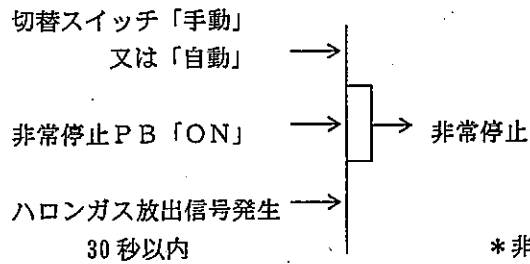 切替スイッチ「手動」
又は「自動」
非常停止PB「ON」
非常停止
ハロンガス放出信号発生
30秒以内
*非